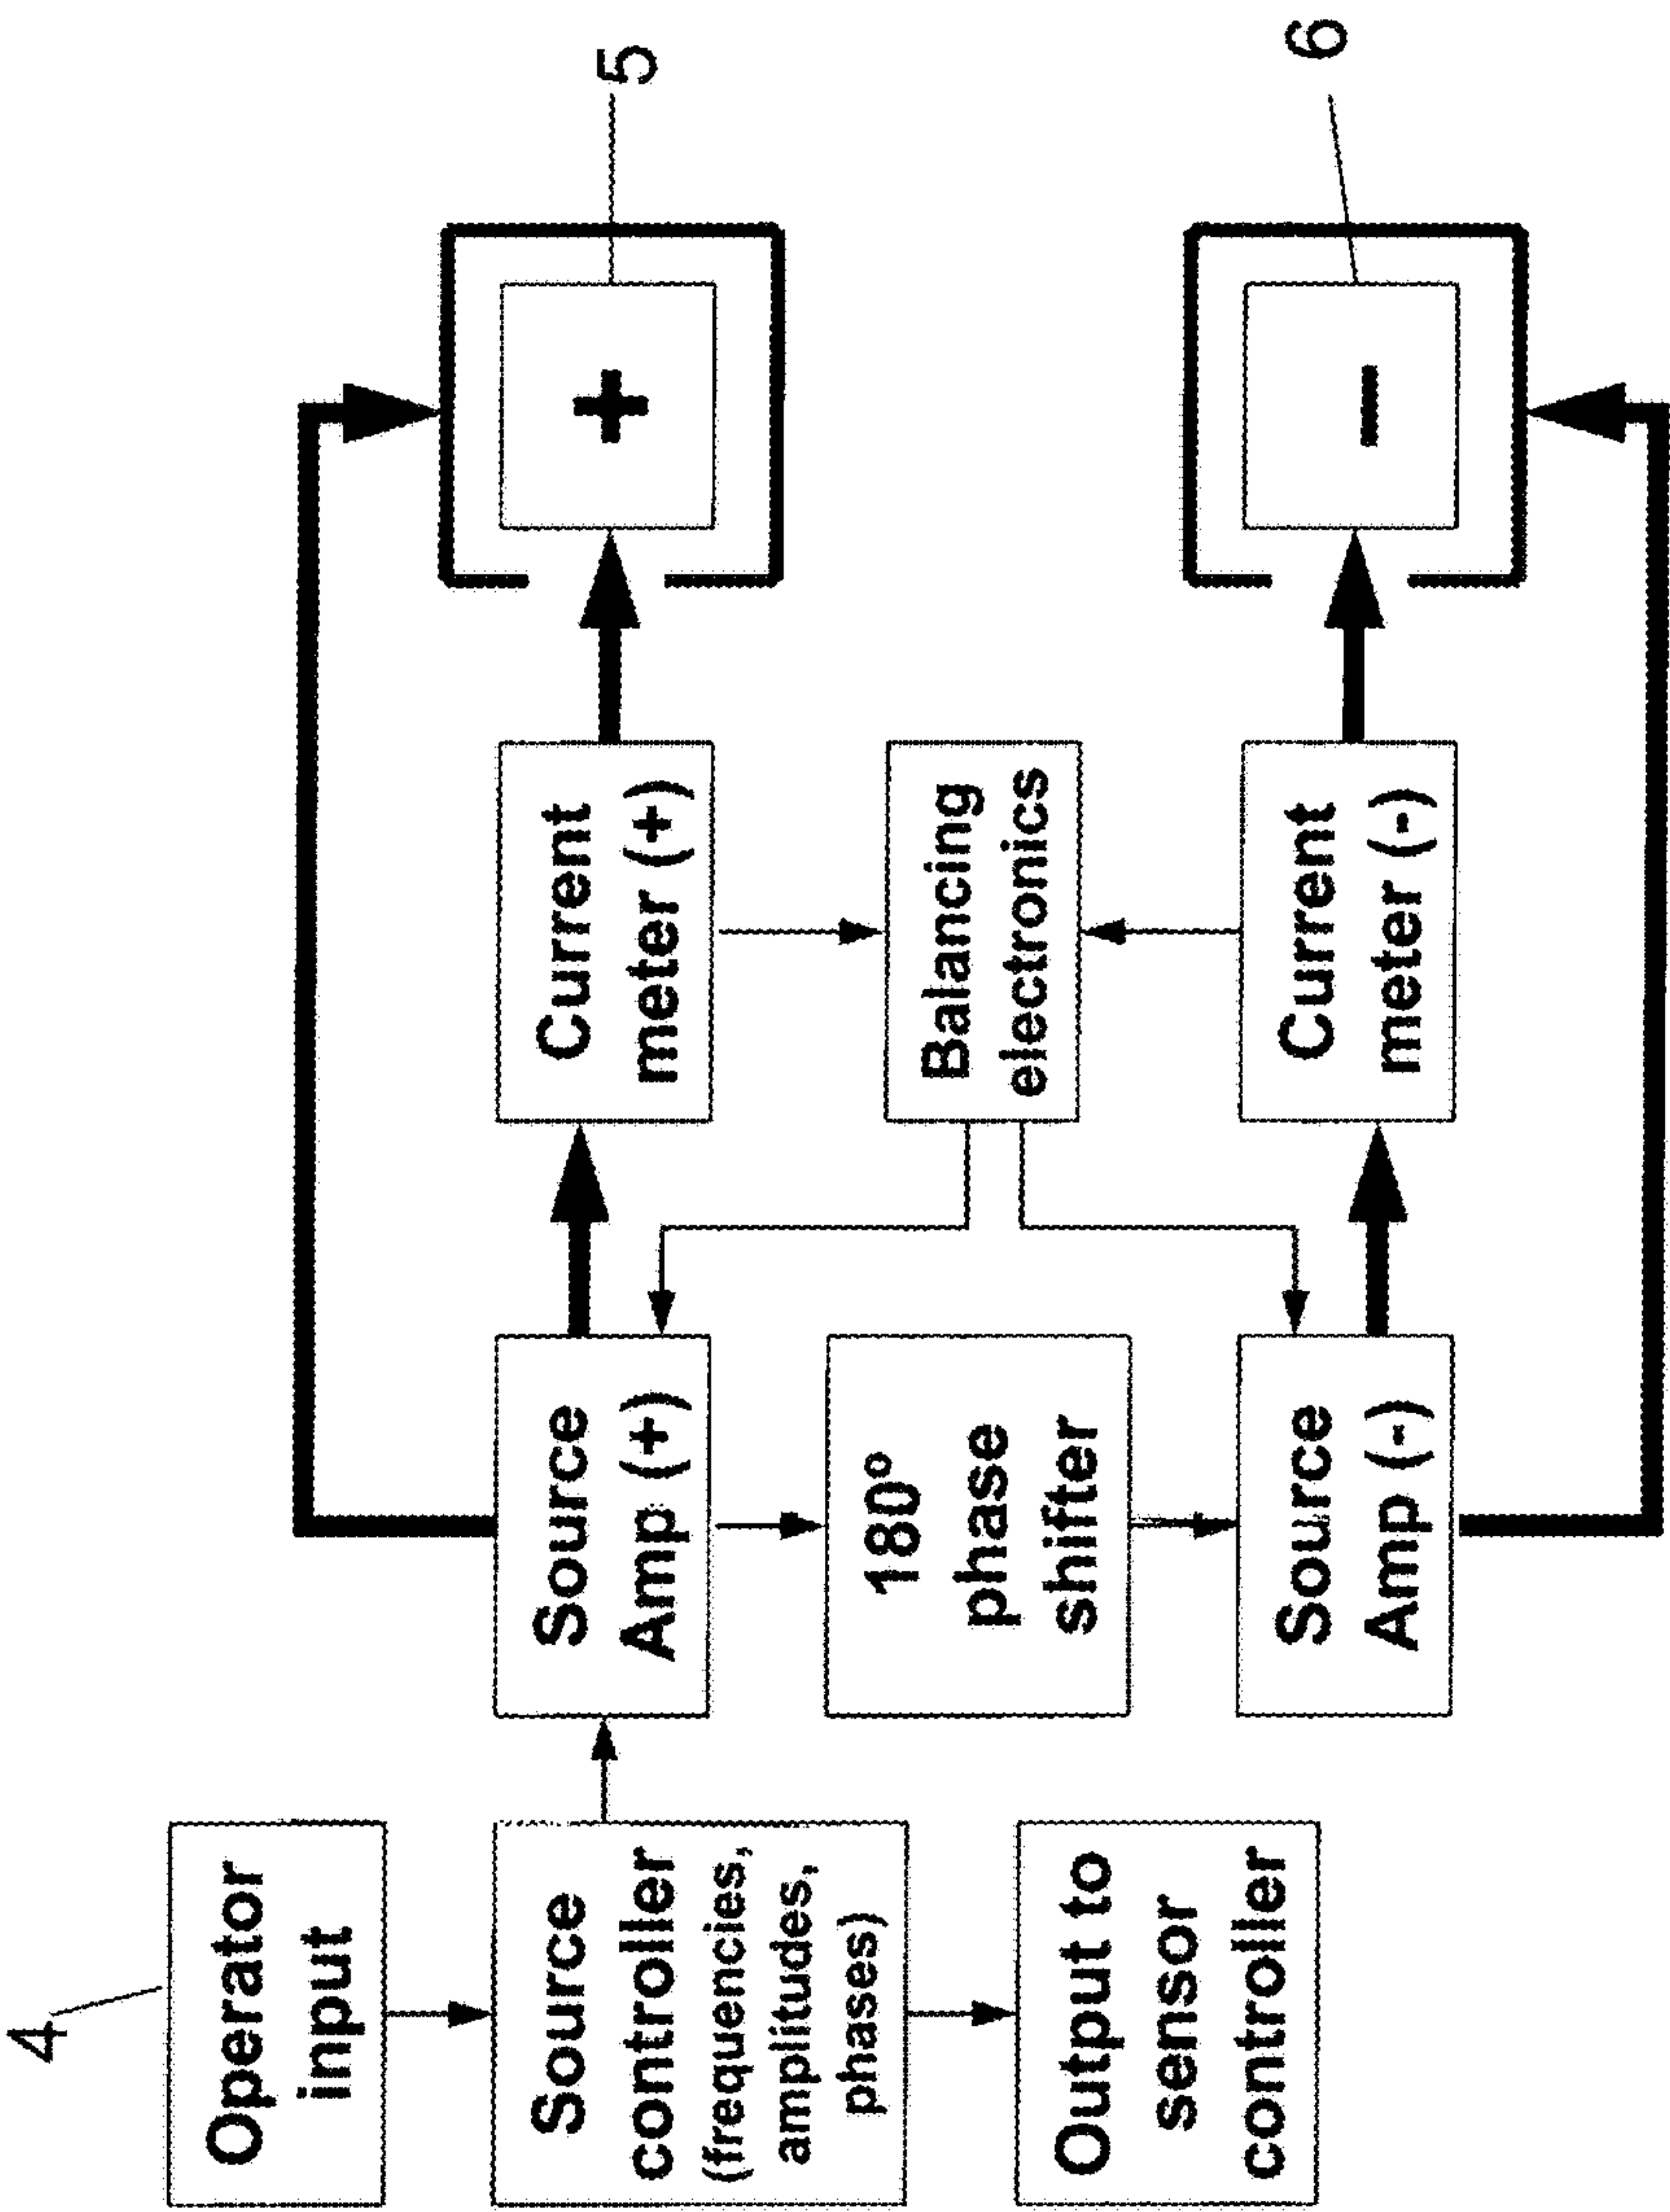 4
Operator
input
Source
controller
(frequencies,
amplitudes,
phases)
Output to
sensor
controller
Source
Amp (+)
180º
phase
shifter
Source
Amp (-)
Current
meter (+)
Balancing
electronics
Current
meter (-)
+
5
−
6